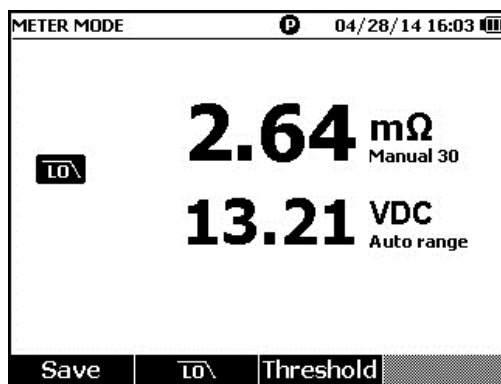 METER MODE P 04/28/14 16:03
2.64 mΩ
Manual 30
LO
13.21 VDC
Auto range
Save LO Threshold